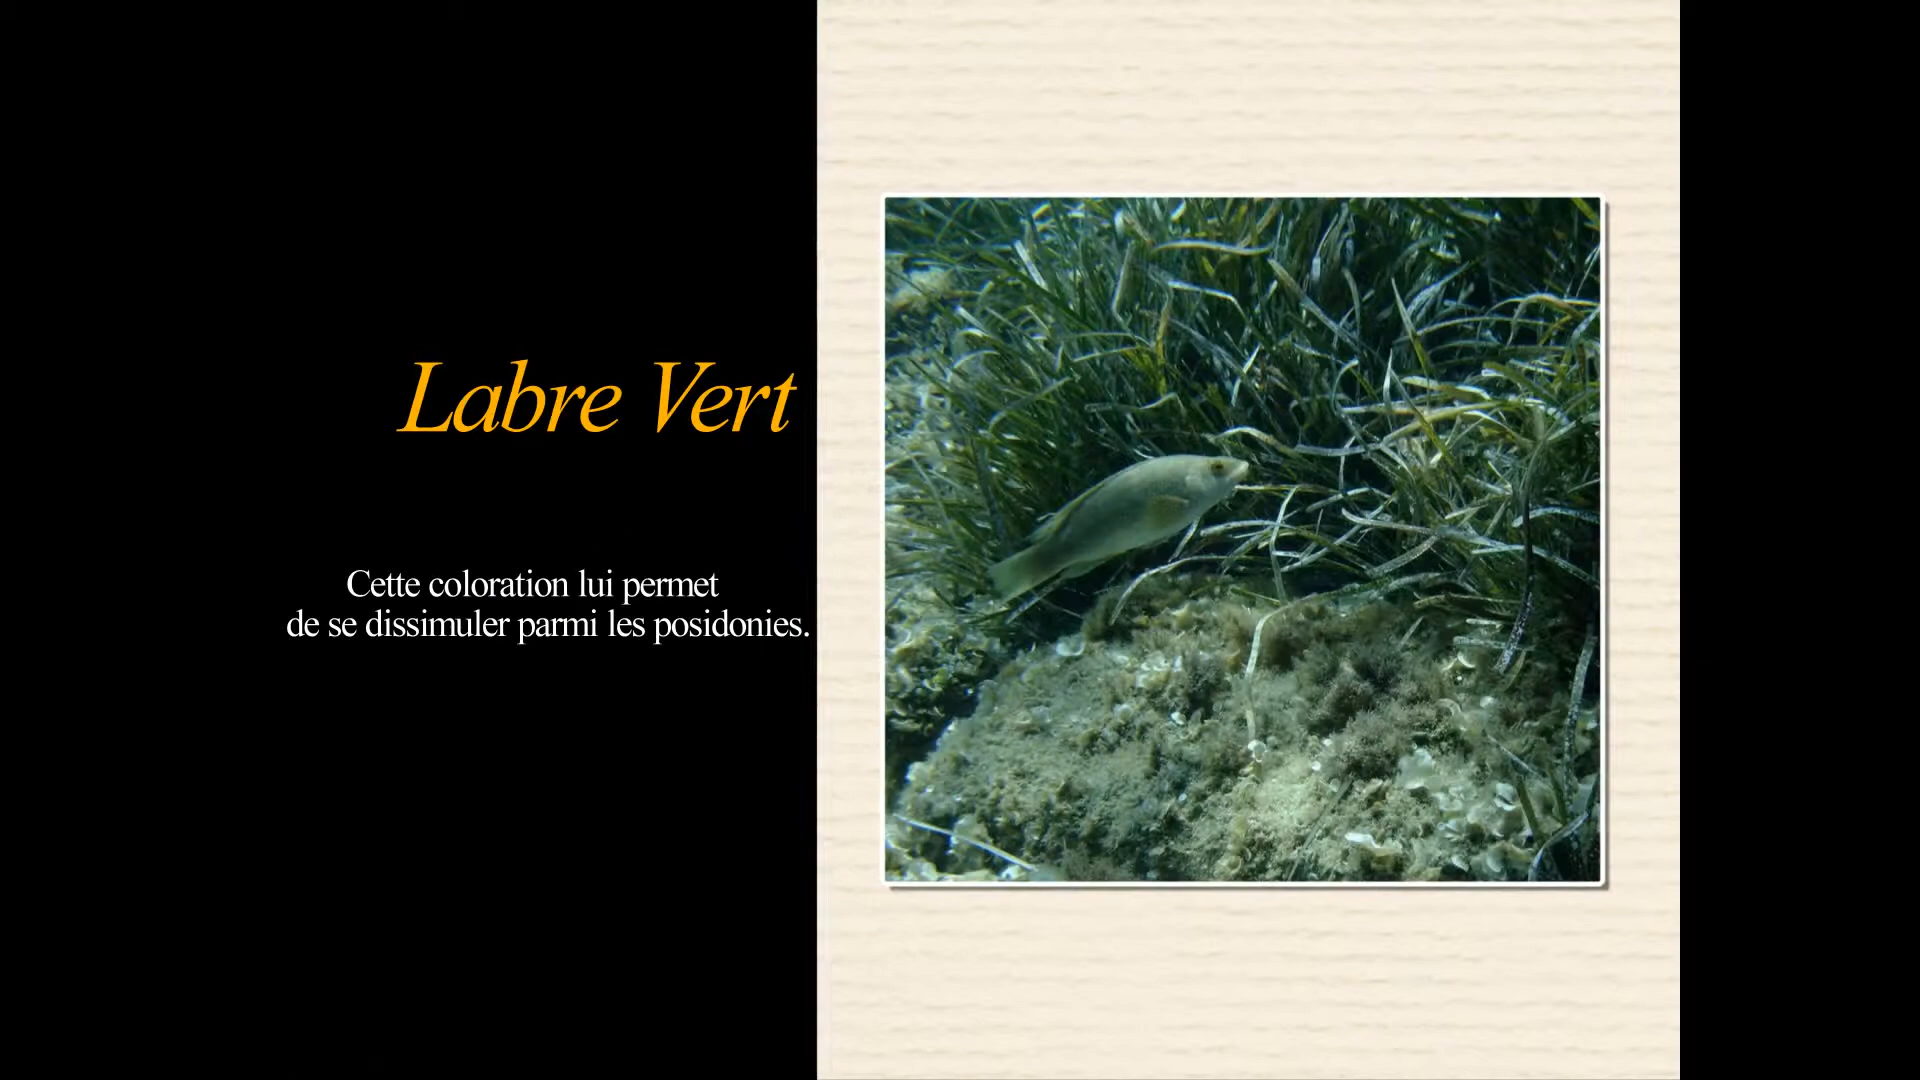 Labre Vert
Cette coloration lui permet
de se dissimuler parmi les posidonies.